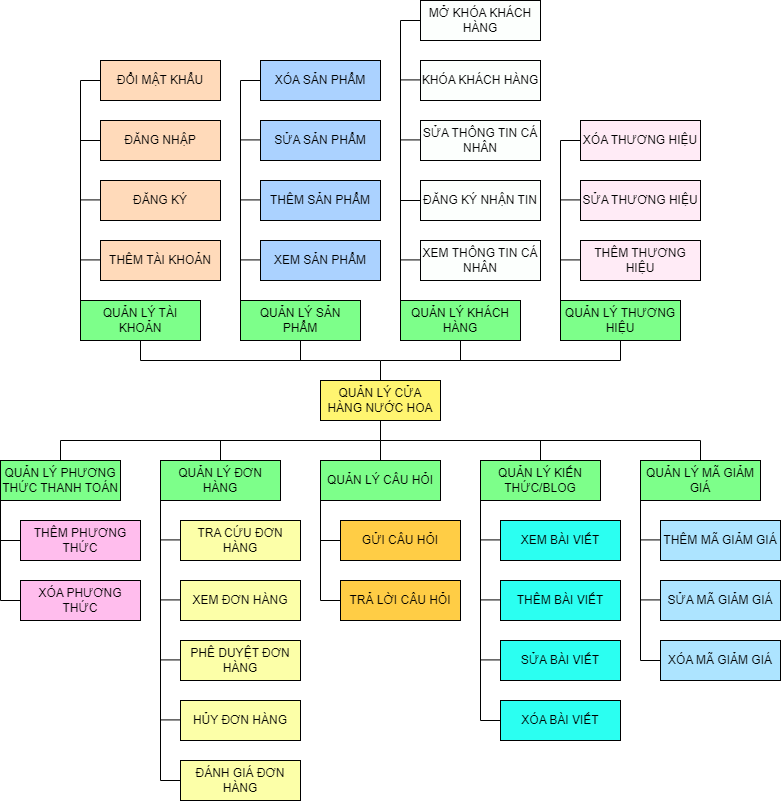 MỞ KHÓA KHÁCH
HÀNG
ĐỔI MẬT KHẨU
XÓA SẢN PHẨM
KHÓA KHÁCH HÀNG
ĐĂNG NHẬP
SỬA SẢN PHẨM
SỬA THÔNG TIN CÁ
NHÂN
XÓA THƯƠNG HIỆU
ĐĂNG KÝ
THÊM SẢN PHẨM
ĐĂNG KÝ NHẬN TIN
SỬA THƯƠNG HIỆU
THÊM TÀI KHOẢN
XEM SẢN PHẨM
XEM THÔNG TIN CÁ
NHÂN
THÊM THƯƠNG
HIỆU
QUẢN LÝ TÀI
KHOẢN
QUẢN LÝ SẢN
PHẨM
QUẢN LÝ KHÁCH
HÀNG
QUẢN LÝ THƯƠNG
HIỆU
QUẢN LÝ CỬA
HÀNG NƯỚC HOA
QUẢN LÝ PHƯƠNG
THỨC THANH TOÁN
QUẢN LÝ ĐƠN
HÀNG
QUẢN LÝ CÂU HỎI
QUẢN LÝ KIẾN
THỨC/BLOG
QUẢN LÝ MÃ GIẢM
GIÁ
THÊM PHƯƠNG
THỨC
TRA CỨU ĐƠN
HÀNG
GỬI CÂU HỎI
XEM BÀI VIẾT
THÊM MÃ GIẢM GIÁ
XÓA PHƯƠNG
THỨC
XEM ĐƠN HÀNG
TRẢ LỜI CÂU HỎI
THÊM BÀI VIẾT
SỬA MÃ GIẢM GIÁ
PHÊ DUYỆT ĐƠN
HÀNG
SỬA BÀI VIẾT
XÓA MÃ GIẢM GIÁ
HỦY ĐƠN HÀNG
XÓA BÀI VIẾT
ĐÁNH GIÁ ĐƠN
HÀNG